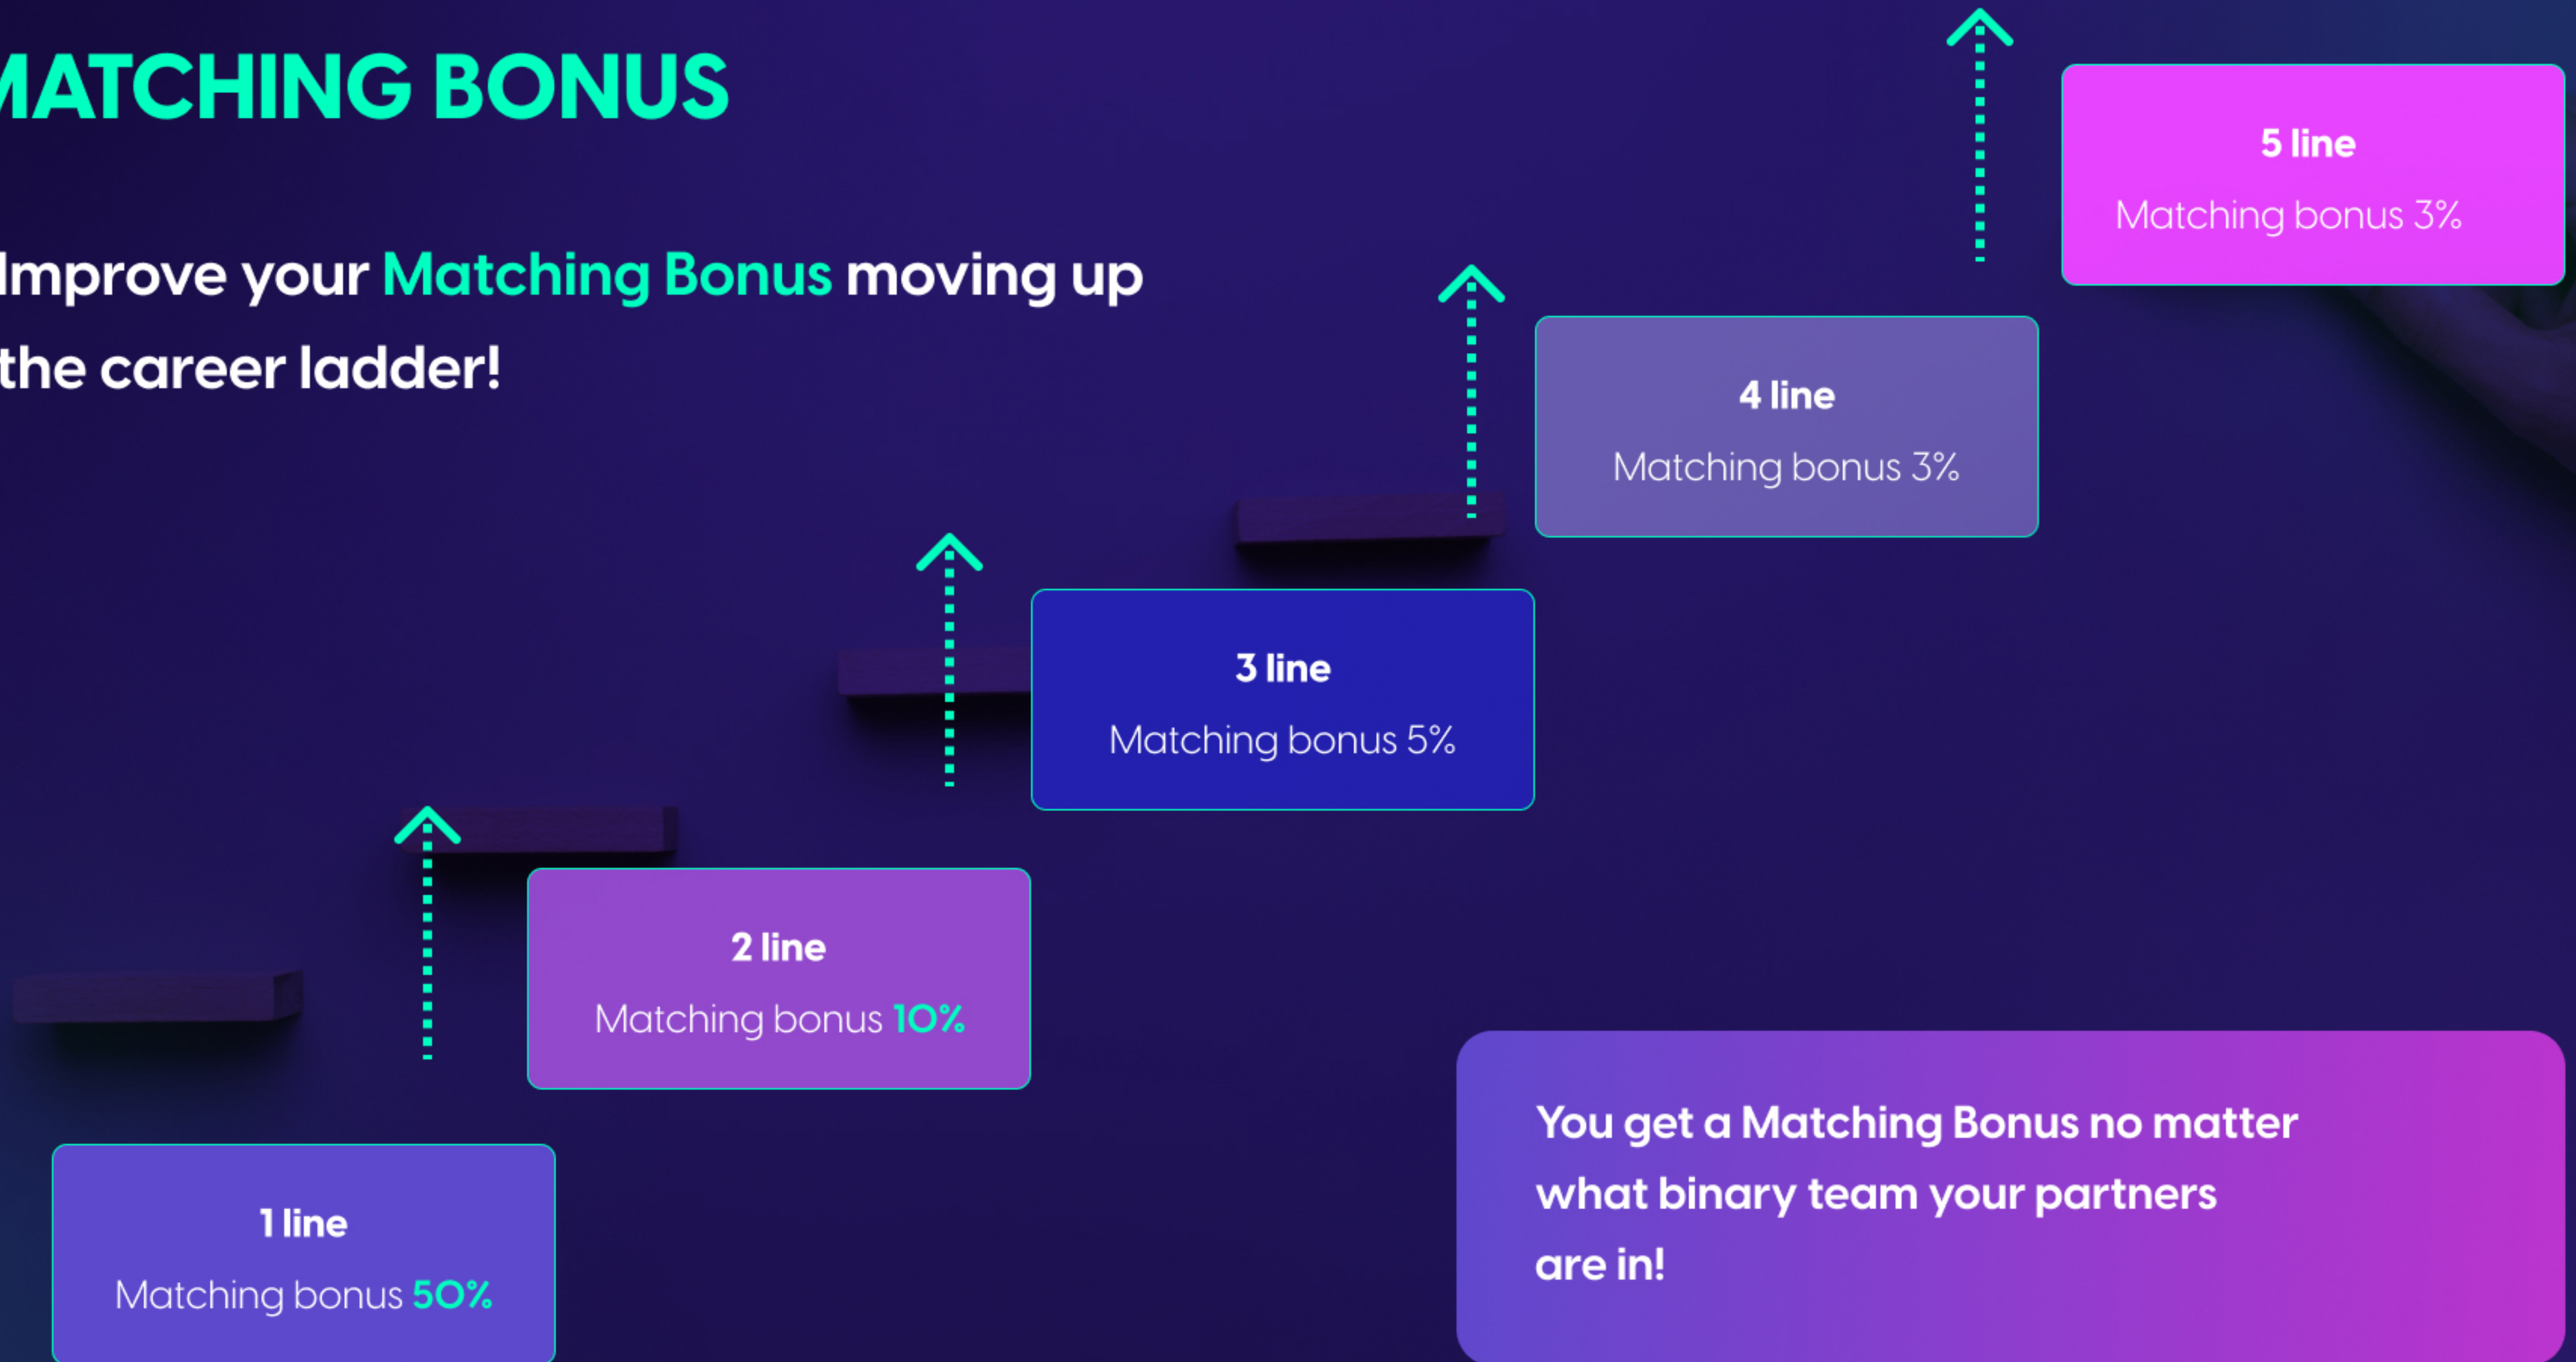 MATCHING BONUS
Improve your Matching Bonus moving up
the career ladder!
5 line
Matching bonus 3%
4 line
Matching bonus 3%
3 line
Matching bonus 5%
2 line
Matching bonus 10%
1 line
Matching bonus 50%
You get a Matching Bonus no matter
what binary team your partners
are in!